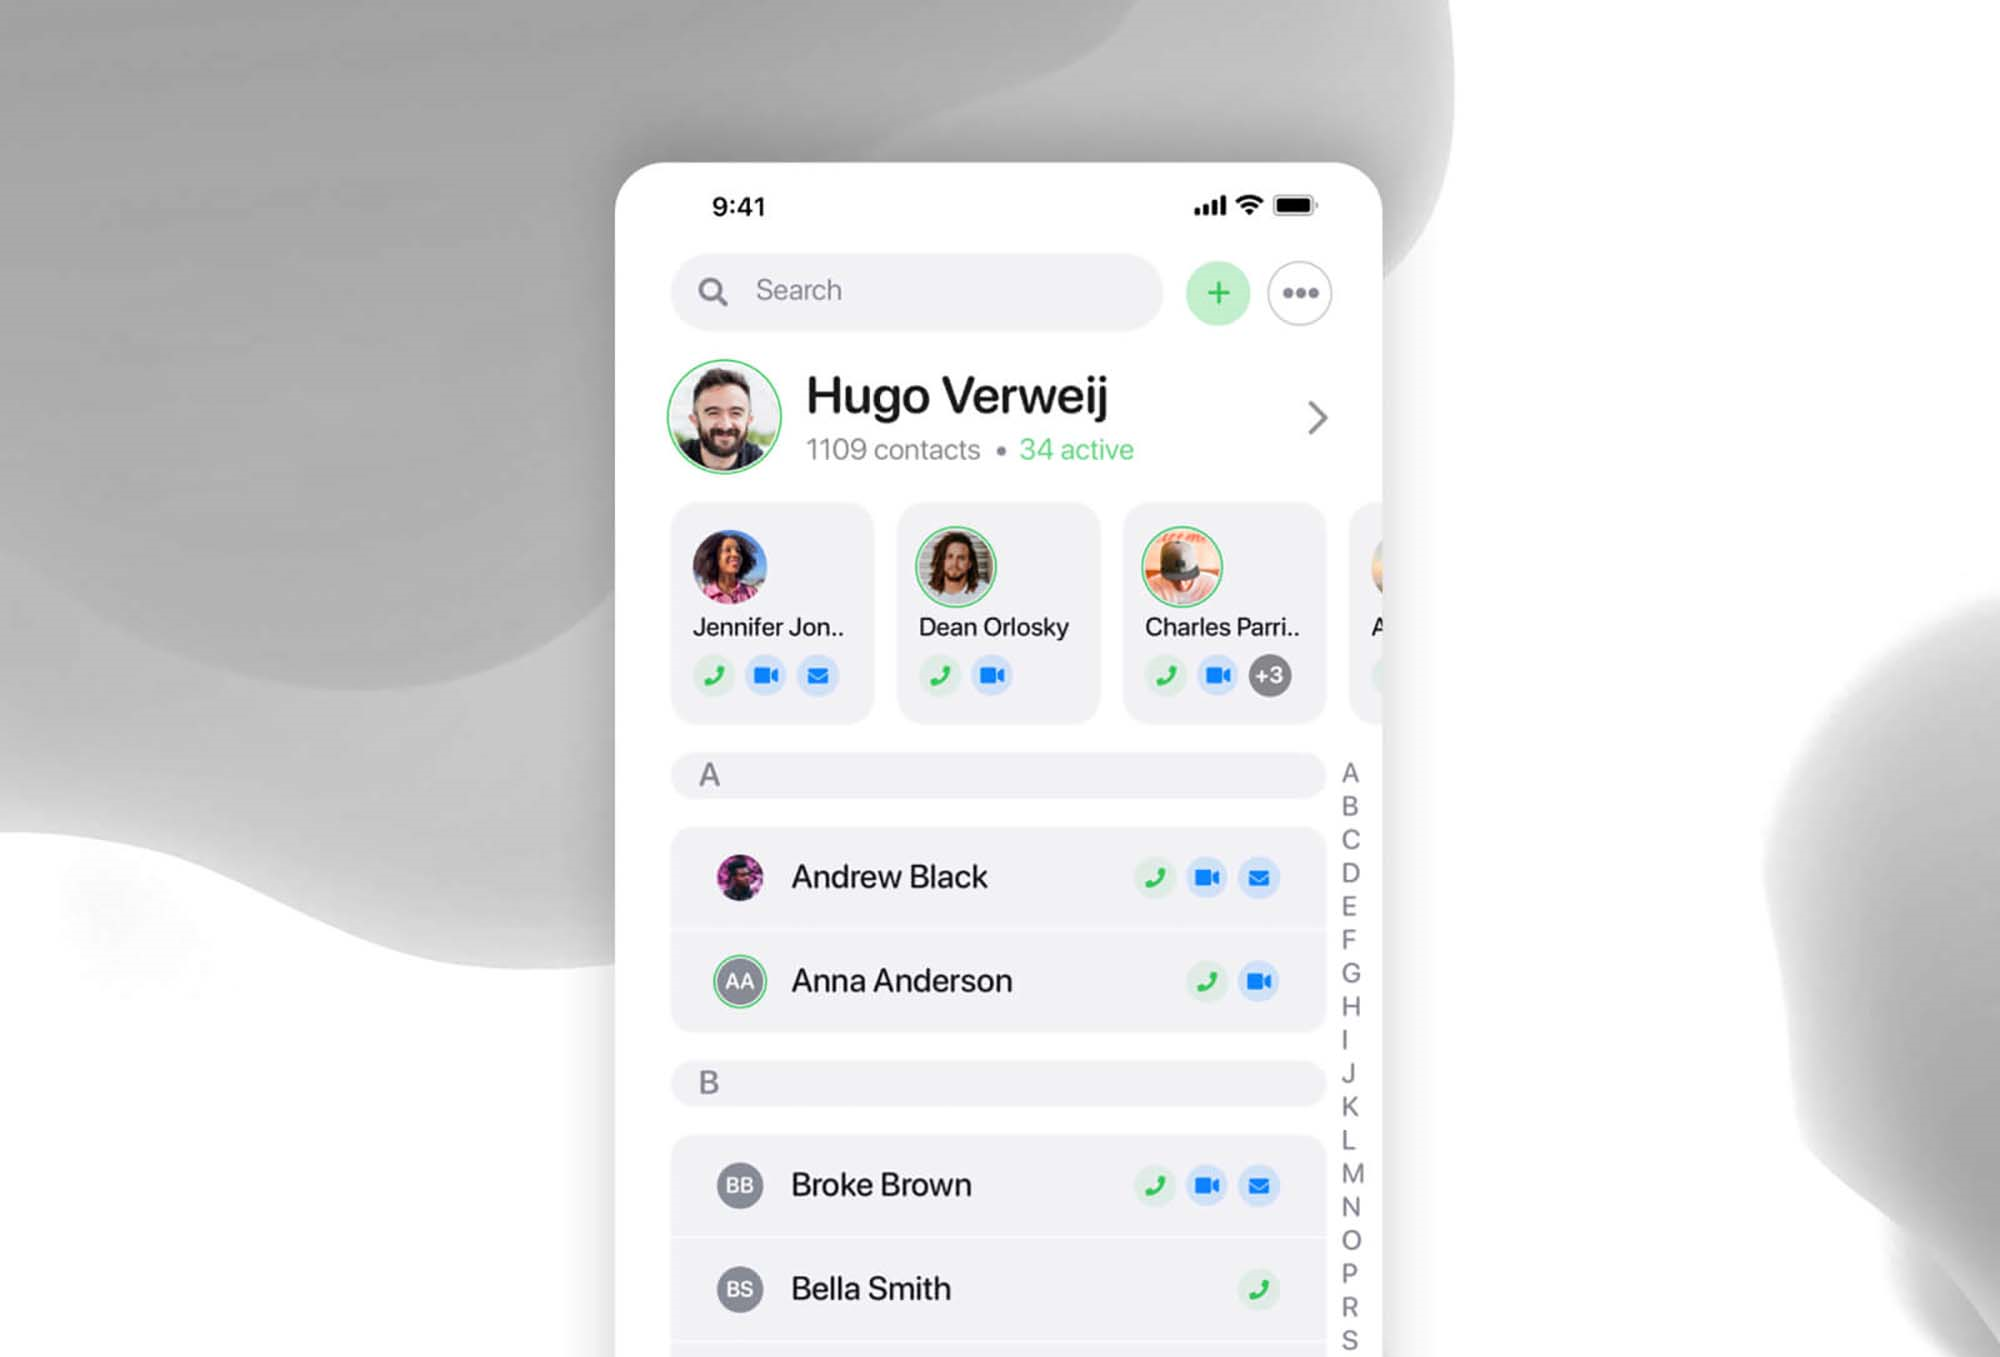 9:41
Search
Hugo Verweij
1109 contacts • 34 active
Jennifer Jon..
Dean Orlosky
Charles Parri..
A
+3
A
Andrew Black
AA
Anna Anderson
B
BB
Broke Brown
BS
Bella Smith
A
B
C
D
E
F
G
H
I
J
K
L
M
N
O
P
R
S